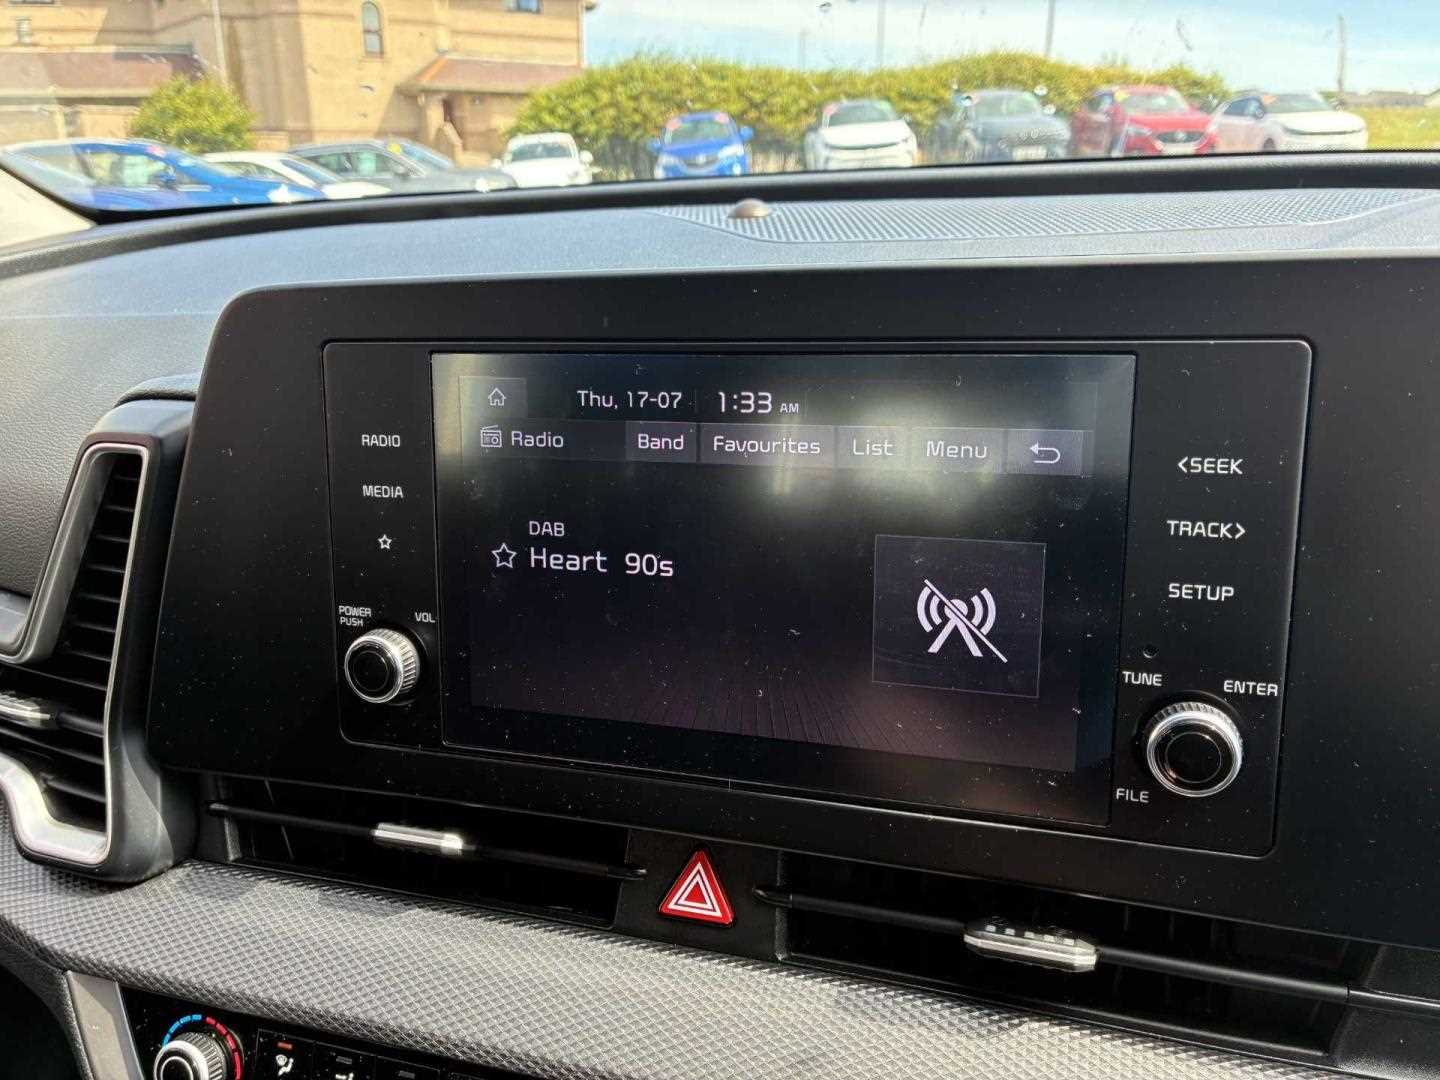 Thu, 17-07 1:33 AM
Radio Band Favourites List Menu
DAB
Heart 90s
RADIO
MEDIA
POWER
PUSH
VOL
<SEEK
TRACK>
SETUP
TUNE
ENTER
FILE